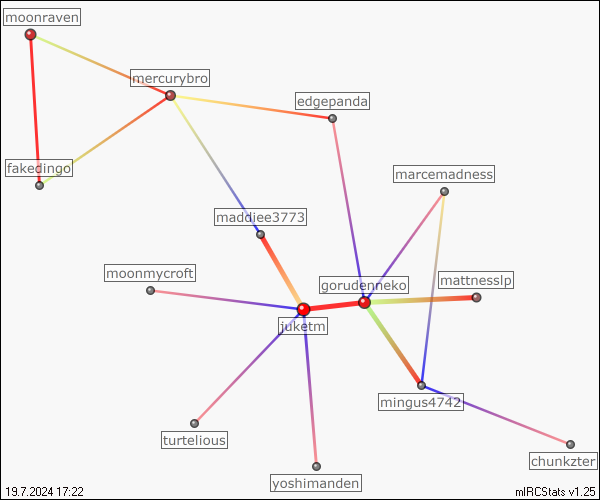 moonraven
mercurybro
edgepanda
fakedingo
marcemadness
maddiee3773
moonmycroft
gorudenneko
mattnesslp
juketm
mingus4742
turtelious
chunkzter
yoshimanden
19.7.2024 17:22
mIRCStats v1.25